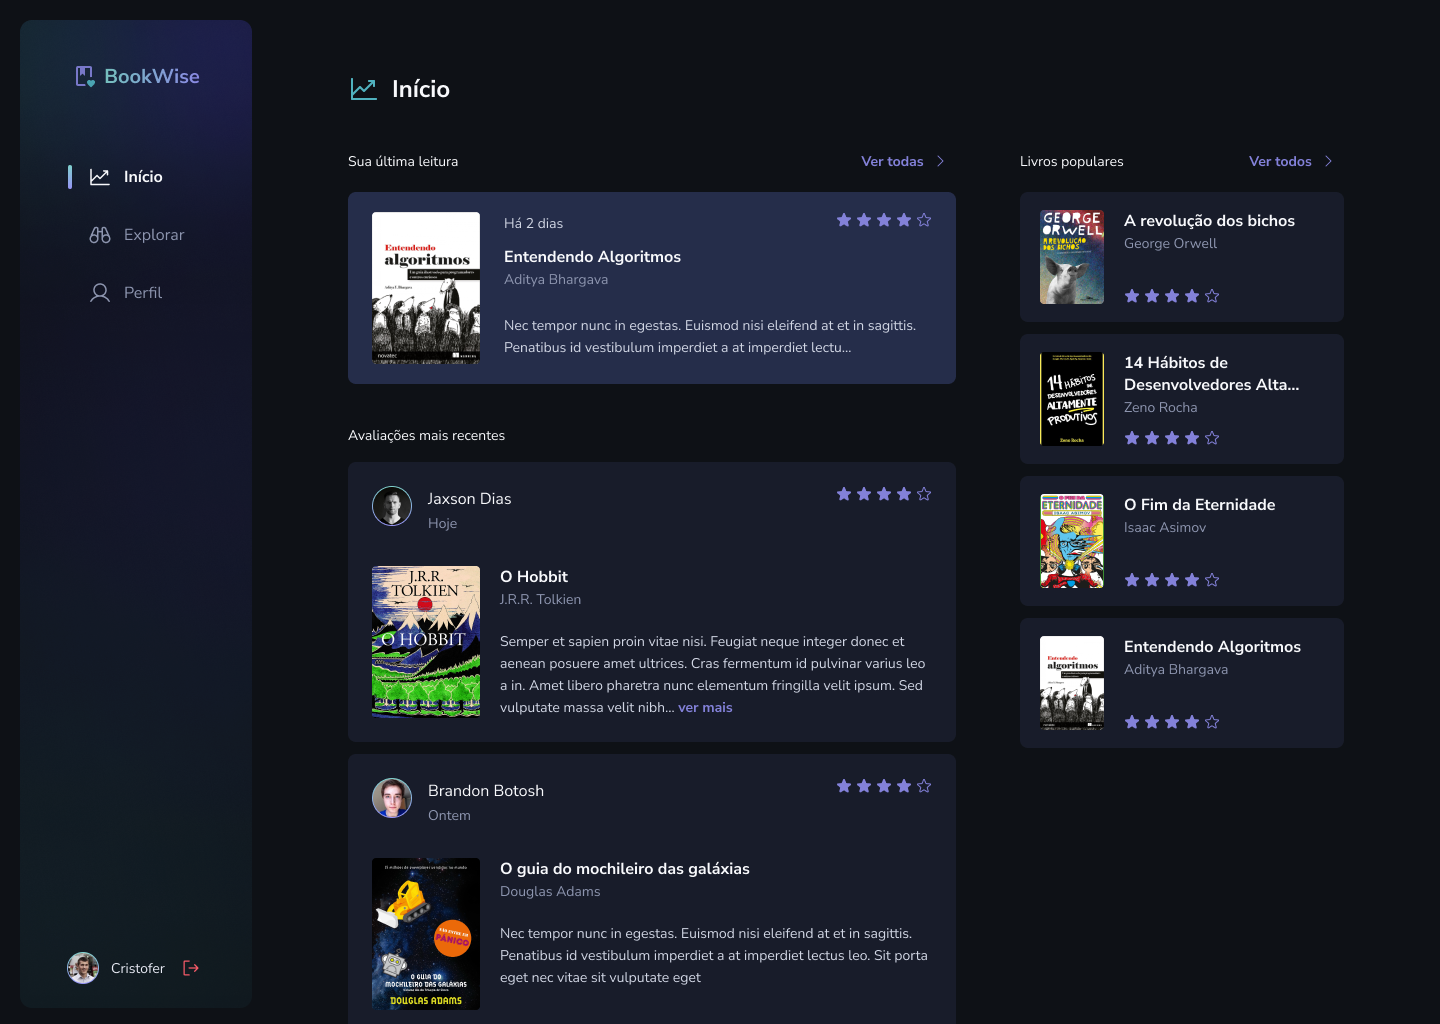 BookWise
Início
Explorar
Perfil
Cristofer
Início
Sua última leitura
Ver todas
Entendendo
algoritmos
Aditya Y. Bhargava
novatec
MANNING
Há 2 dias
Entendendo Algoritmos
Aditya Bhargava
Nec tempor nunc in egestas. Euismod nisi eleifend at et in sagittis.
Penatibus id vestibulum imperdiet a at imperdiet lectu...
Avaliações mais recentes
Jaxson Dias
Hoje
J.R.R.
TOLKIEN
O HOBBIT
O Hobbit
J.R.R. Tolkien
Semper et sapien proin vitae nisi. Feugiat neque integer donec et
aenean posuere amet ultrices. Cras fermentum id pulvinar varius leo
a in. Amet libero pharetra nunc elementum fringilla velit ipsum. Sed
vulputate massa velit nibh... ver mais
Brandon Botosh
Ontem
NÃO ENTRE EM
PÂNICO
O GUIA DO
MOCHILEIRO DAS GALÁXIAS
DOUGLAS ADAMS
O guia do mochileiro das galáxias
Douglas Adams
Nec tempor nunc in egestas. Euismod nisi eleifend at et in sagittis.
Penatibus id vestibulum imperdiet a at imperdiet lectus leo. Sit porta
eget nec vitae sit vulputate eget
Livros populares
Ver todos
GEORGE
ORWELL
A REVOLUÇÃO
DOS BICHOS
A revolução dos bichos
George Orwell
14 HÁBITOS
DE
DESENVOLVEDORES
ALTAMENTE
PRODUTIVOS
Zeno Rocha
14 Hábitos de
Desenvolvedores Alta...
Zeno Rocha
O FIM DA
ETERNIDADE
ISAAC ASIMOV
O Fim da Eternidade
Isaac Asimov
Entendendo
algoritmos
Entendendo Algoritmos
Aditya Bhargava